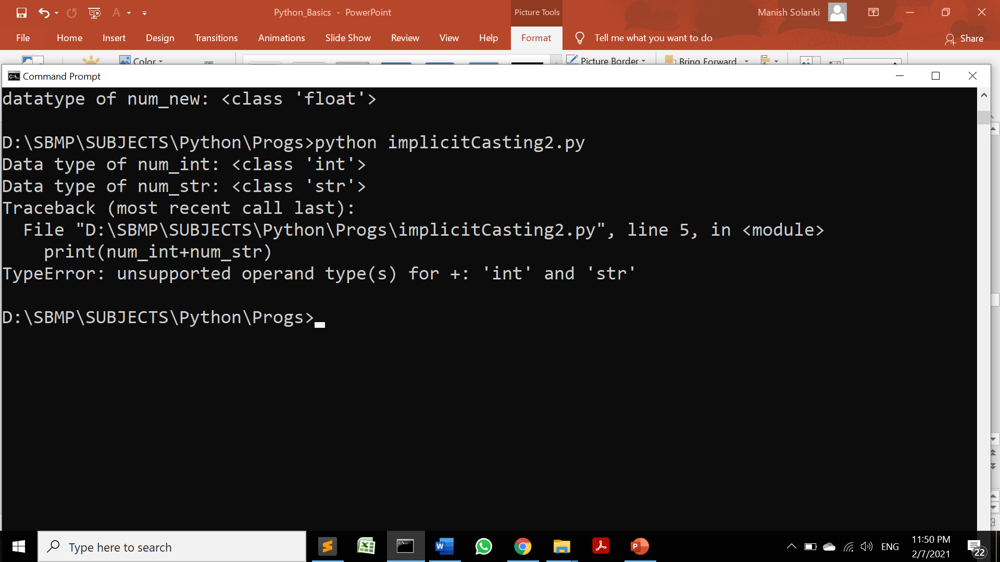 Python_Basics - PowerPoint
Picture Tools
Manish Solanki
File Home Insert Design Transitions Animations Slide Show Review View Help Format Tell me what you want to do Share
Color Picture Border Bring Forward
Command Prompt
datatype of num_new: <class 'float'>
D:\SBMP\SUBJECTS\Python\Progs>python implicitCasting2.py
Data type of num_int: <class 'int'>
Data type of num_str: <class 'str'>
Traceback (most recent call last):
File "D:\SBMP\SUBJECTS\Python\Progs\implicitCasting2.py", line 5, in <module>
print(num_int+num_str)
TypeError: unsupported operand type(s) for +: 'int' and 'str'
D:\SBMP\SUBJECTS\Python\Progs>
Type here to search
ENG
11:50 PM
2/7/2021
22